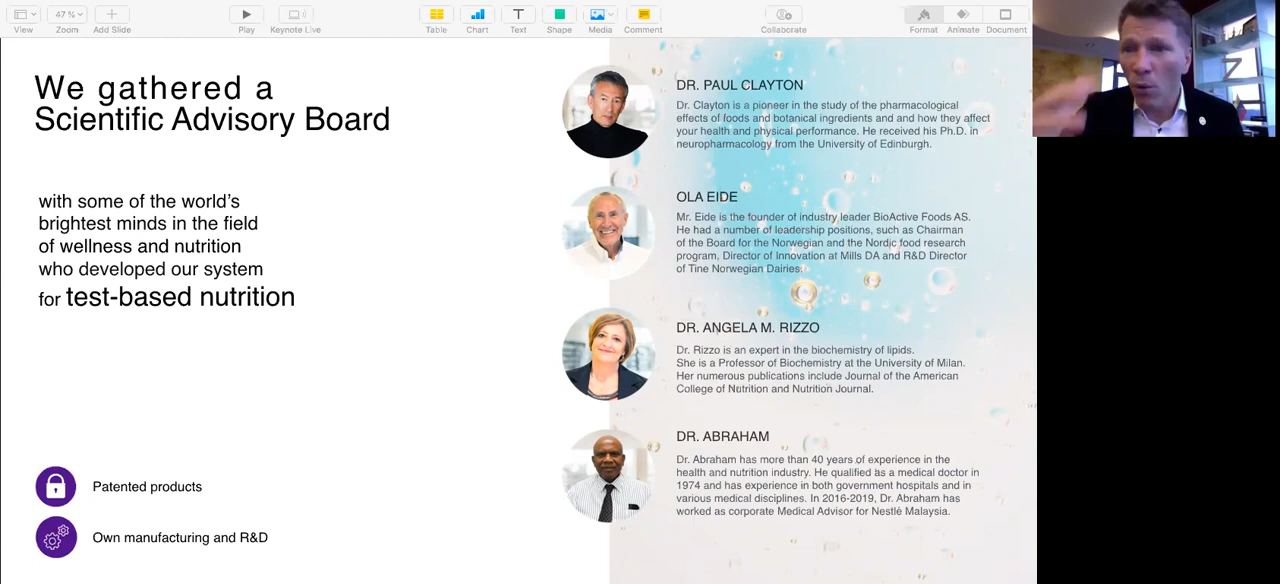 47 %
View
Zoom
Add Slide
Play
Keynote Live
Table
Chart
Text
Shape
Media
Comment
Collaborate
Format
Animate
Document
We gathered a
Scientific Advisory Board
with some of the world's
brightest minds in the field
of wellness and nutrition
who developed our system
for test-based nutrition
Patented products
Own manufacturing and R&D
DR. PAUL CLAYTON
Dr. Clayton is a pioneer in the study of the pharmacological
effects of foods and botanical ingredients and and how they affect
your health and physical performance. He received his Ph.D. in
neuropharmacology from the University of Edinburgh.
OLA EIDE
Mr. Eide is the founder of industry leader BioActive Foods AS.
He had a number of leadership positions, such as Chairman
of the Board for the Norwegian and the Nordic food research
program, Director of Innovation at Mills DA and R&D Director
of Tine Norwegian Dairies.
DR. ANGELA M. RIZZO
Dr. Rizzo is an expert in the biochemistry of lipids.
She is a Professor of Biochemistry at the University of Milan.
Her numerous publications include Journal of the American
College of Nutrition and Nutrition Journal.
DR. ABRAHAM
Dr. Abraham has more than 40 years of experience in the
health and nutrition industry. He qualified as a medical doctor in
1974 and has experience in both government hospitals and in
various medical disciplines. In 2016-2019, Dr. Abraham has
worked as corporate Medical Advisor for Nestlé Malaysia.
Z